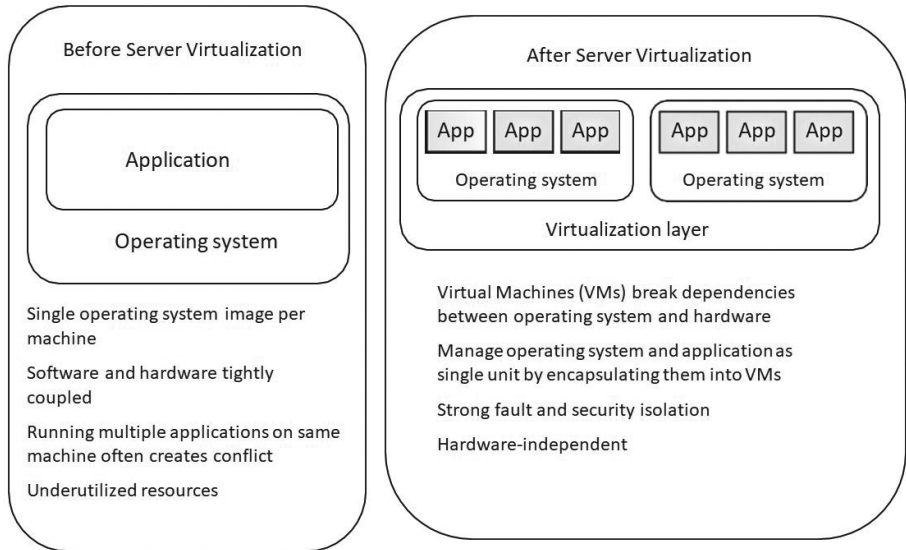 Before Server Virtualization
Application
Operating system
Single operating system image per
machine
Software and hardware tightly
coupled
Running multiple applications on same
machine often creates conflict
Underutilized resources
After Server Virtualization
App App App
Operating system
App App App
Operating system
Virtualization layer
Virtual Machines (VMs) break dependencies
between operating system and hardware
Manage operating system and application as
single unit by encapsulating them into VMs
Strong fault and security isolation
Hardware-independent